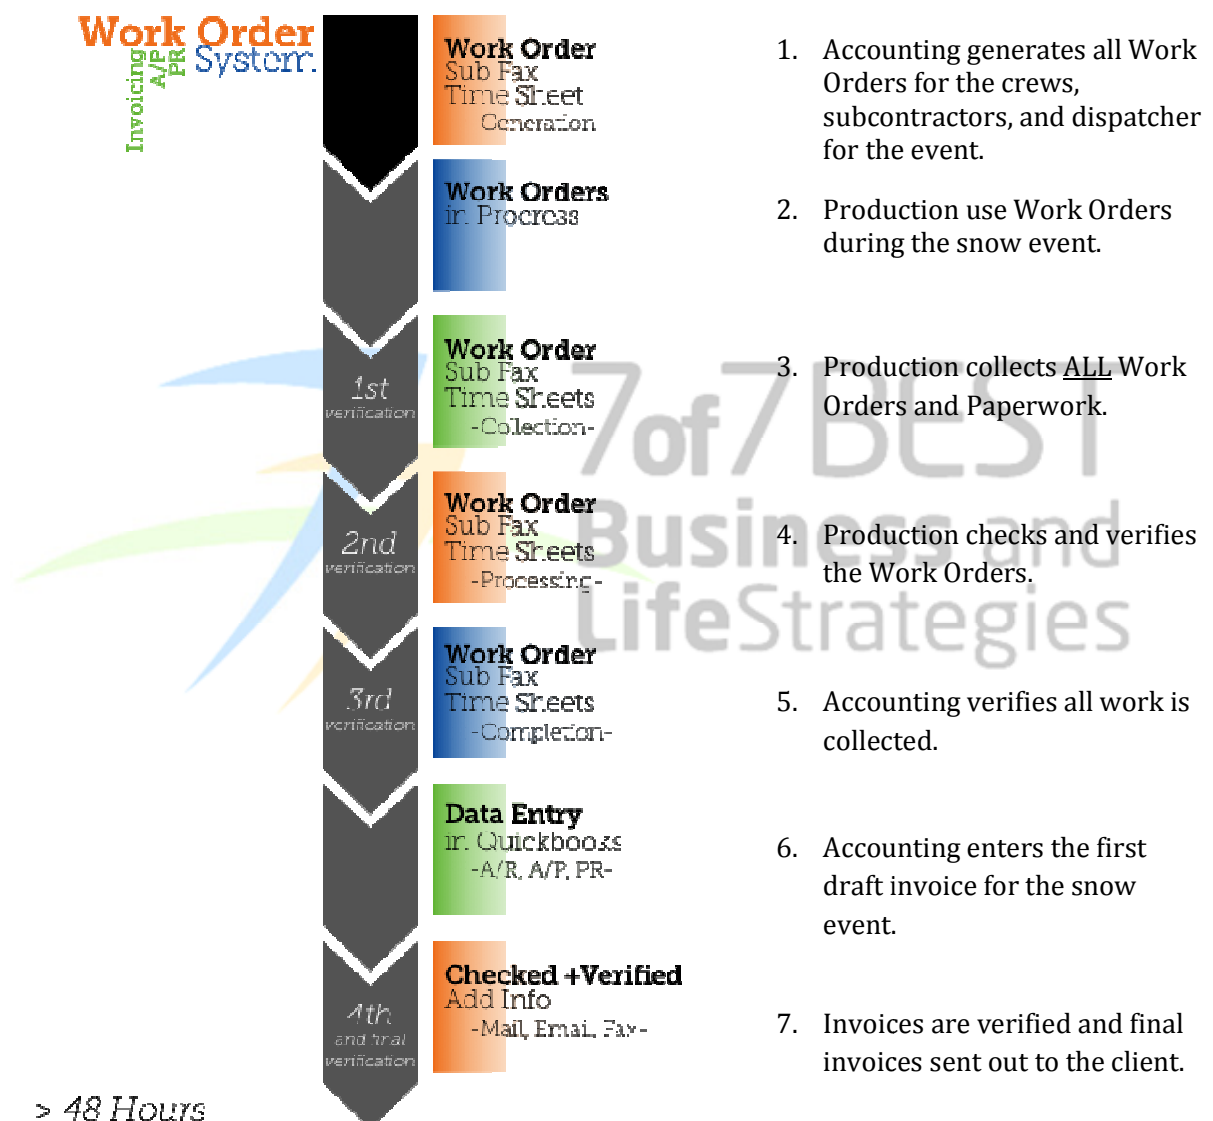 Work Order
System
Invoicing
A/P
PR
Work Order
Sub Fax
Time Sheet
Generation
1. Accounting generates all Work
Orders for the crews,
subcontractors, and dispatcher
for the event.
Work Orders
in Progress
2. Production use Work Orders
during the snow event.
1st
verification
Work Order
Sub Fax
Time Sheets
-Collection-
3. Production collects ALL Work
Orders and Paperwork.
7of7BEST
Business and
LifeStrategies
2nd
verification
Work Order
Sub Fax
Time Sheets
-Processing-
4. Production checks and verifies
the Work Orders.
3rd
verification
Work Order
Sub Fax
Time Sheets
-Completion-
5. Accounting verifies all work is
collected.
Data Entry
in Quickbooks
-A/R, A/P, PR-
6. Accounting enters the first
draft invoice for the snow
event.
4th
and final
verification
Checked +Verified
Add Info
-Mail, Email, Fax-
7. Invoices are verified and final
invoices sent out to the client.
> 48 Hours